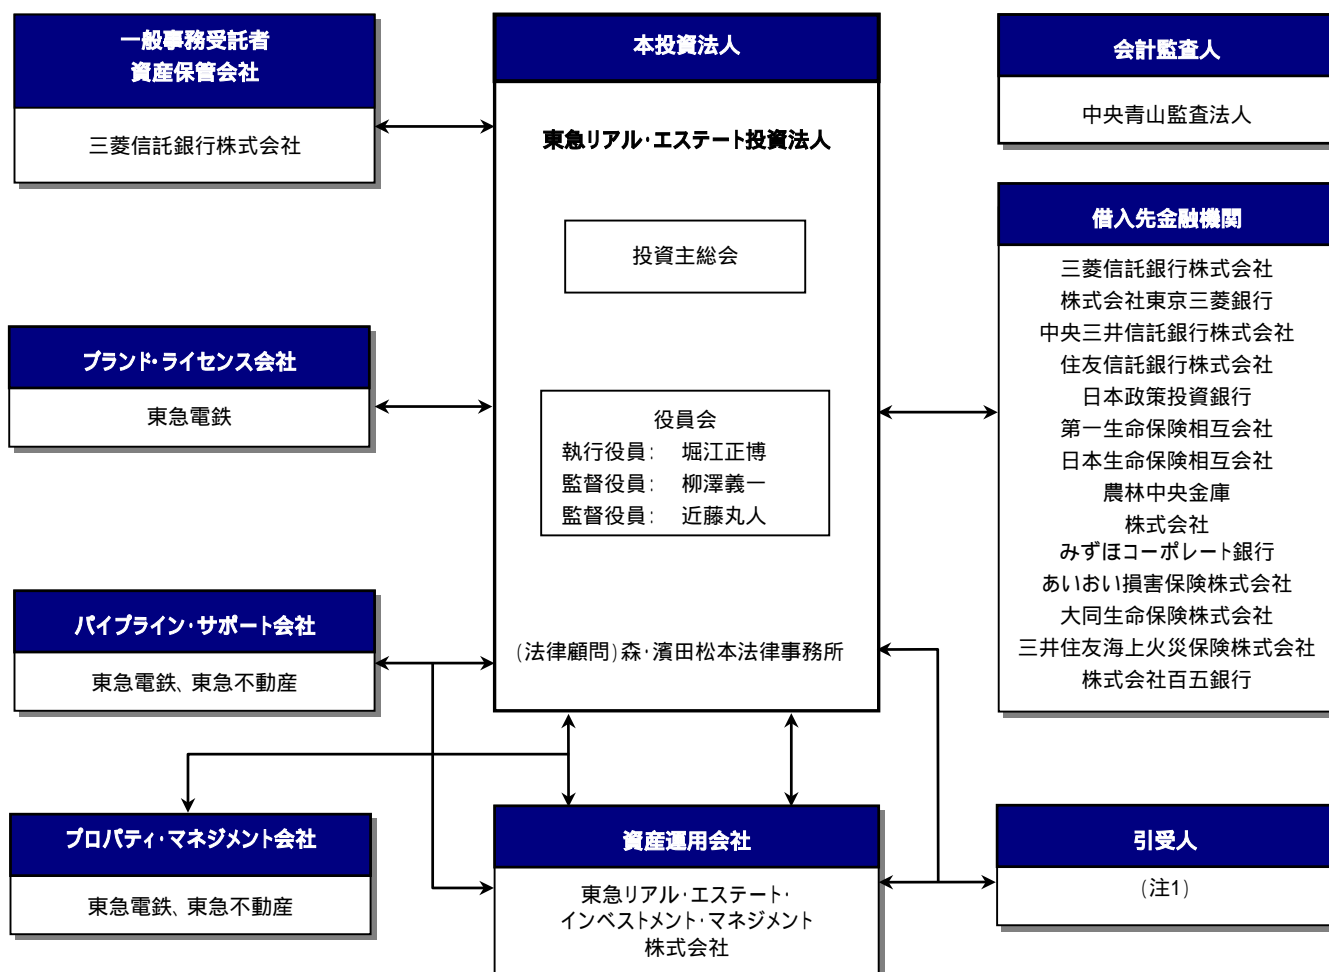 一般事務受託者
資産保管会社
三菱信託銀行株式会社
ブランド・ライセンス会社
東急電鉄
パイプライン・サポート会社
東急電鉄、東急不動産
プロパティ・マネジメント会社
東急電鉄、東急不動産
本投資法人
東急リアル・エステート投資法人
投資主総会
役員会
執行役員: 堀江正博
監督役員: 柳澤義一
監督役員: 近藤丸人
(法律顧問)森・濱田松本法律事務所
資産運用会社
東急リアル・エステート・
インベストメント・マネジメント
株式会社
会計監査人
中央青山監査法人
借入先金融機関
三菱信託銀行株式会社
株式会社東京三菱銀行
中央三井信託銀行株式会社
住友信託銀行株式会社
日本政策投資銀行
第一生命保険相互会社
日本生命保険相互会社
農林中央金庫
株式会社
みずほコーポレート銀行
あいおい損害保険株式会社
大同生命保険株式会社
三井住友海上火災保険株式会社
株式会社百五銀行
引受人
(注1)